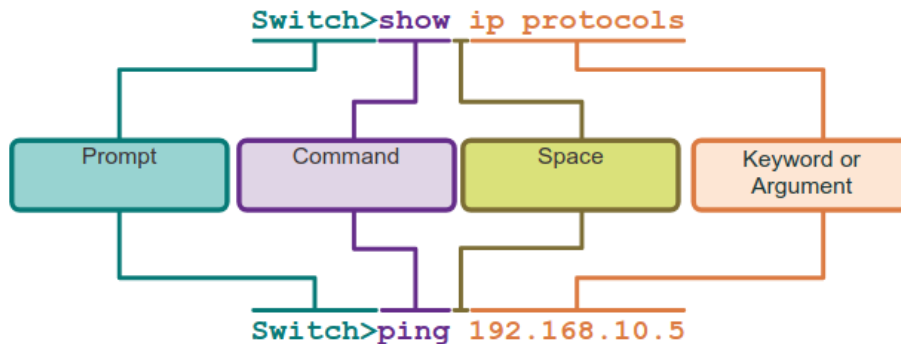 Switch>show ip protocols
Prompt
Command
Space
Keyword or
Argument
Switch>ping 192.168.10.5